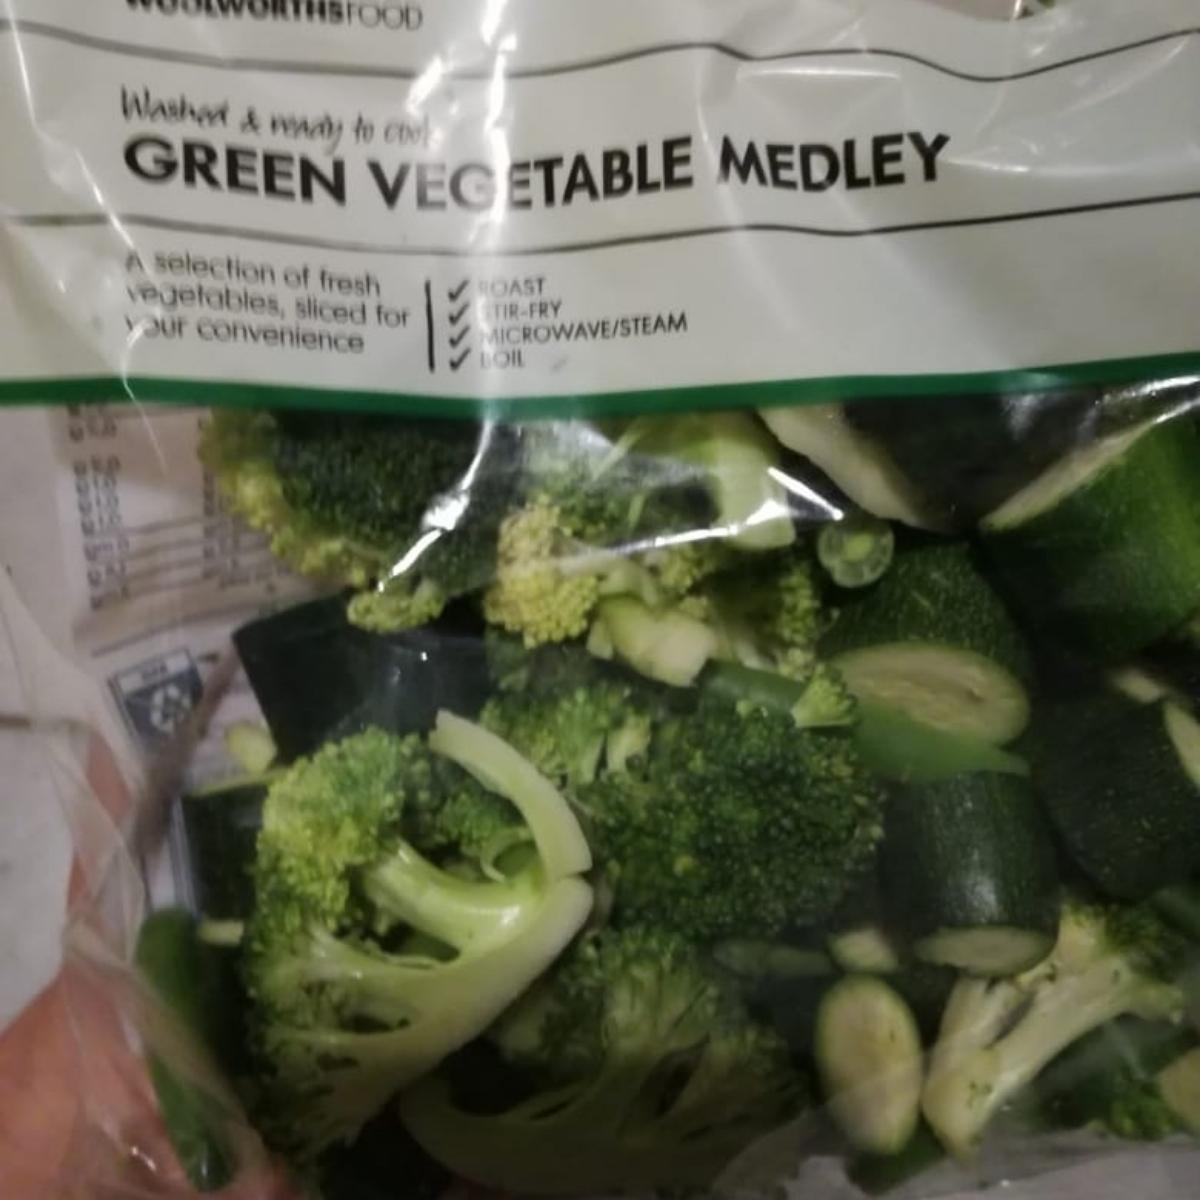 WOOLWORTHSFOOD
Washed & ready to cook
GREEN VEGETABLE MEDLEY
A selection of fresh
vegetables, sliced for
your convenience
✓ ROAST
✓ STIR-FRY
✓ MICROWAVE/STEAM
✓ BOIL